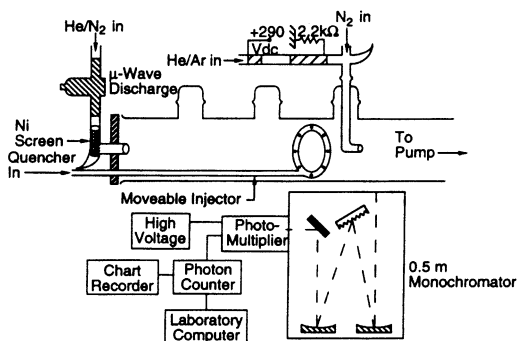 He/N2 in
μ-Wave
Discharge
Ni
Screen
Quencher
In
+290
Vdc
2.2kΩ
N2 in
He/Ar in
To
Pump
Moveable Injector
High
Voltage
Photo-
Multiplier
Chart
Recorder
Photon
Counter
Laboratory
Computer
0.5 m
Monochromator